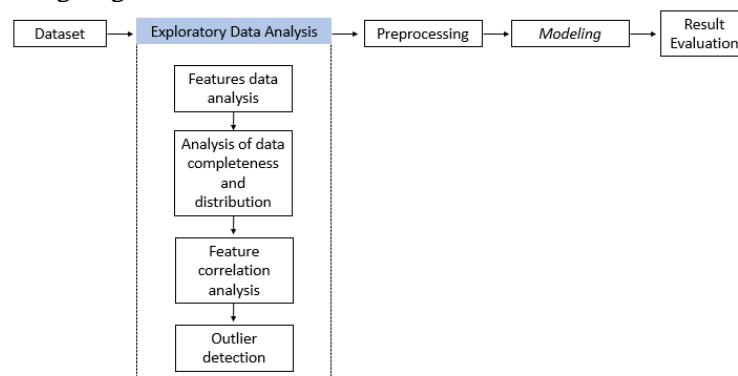 Dataset
Exploratory Data Analysis
Preprocessing
Modeling
Result
Evaluation
Features data
analysis
Analysis of data
completeness
and
distribution
Feature
correlation
analysis
Outlier
detection